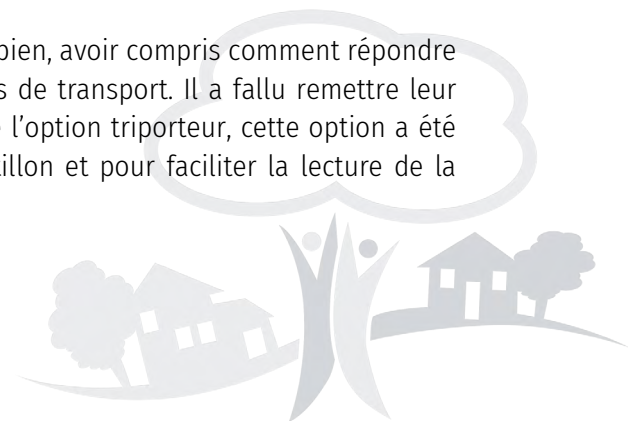 bien, avoir compris comment répondre
s de transport. Il a fallu remettre leur
l'option triporteur, cette option a été
tillon et pour faciliter la lecture de la